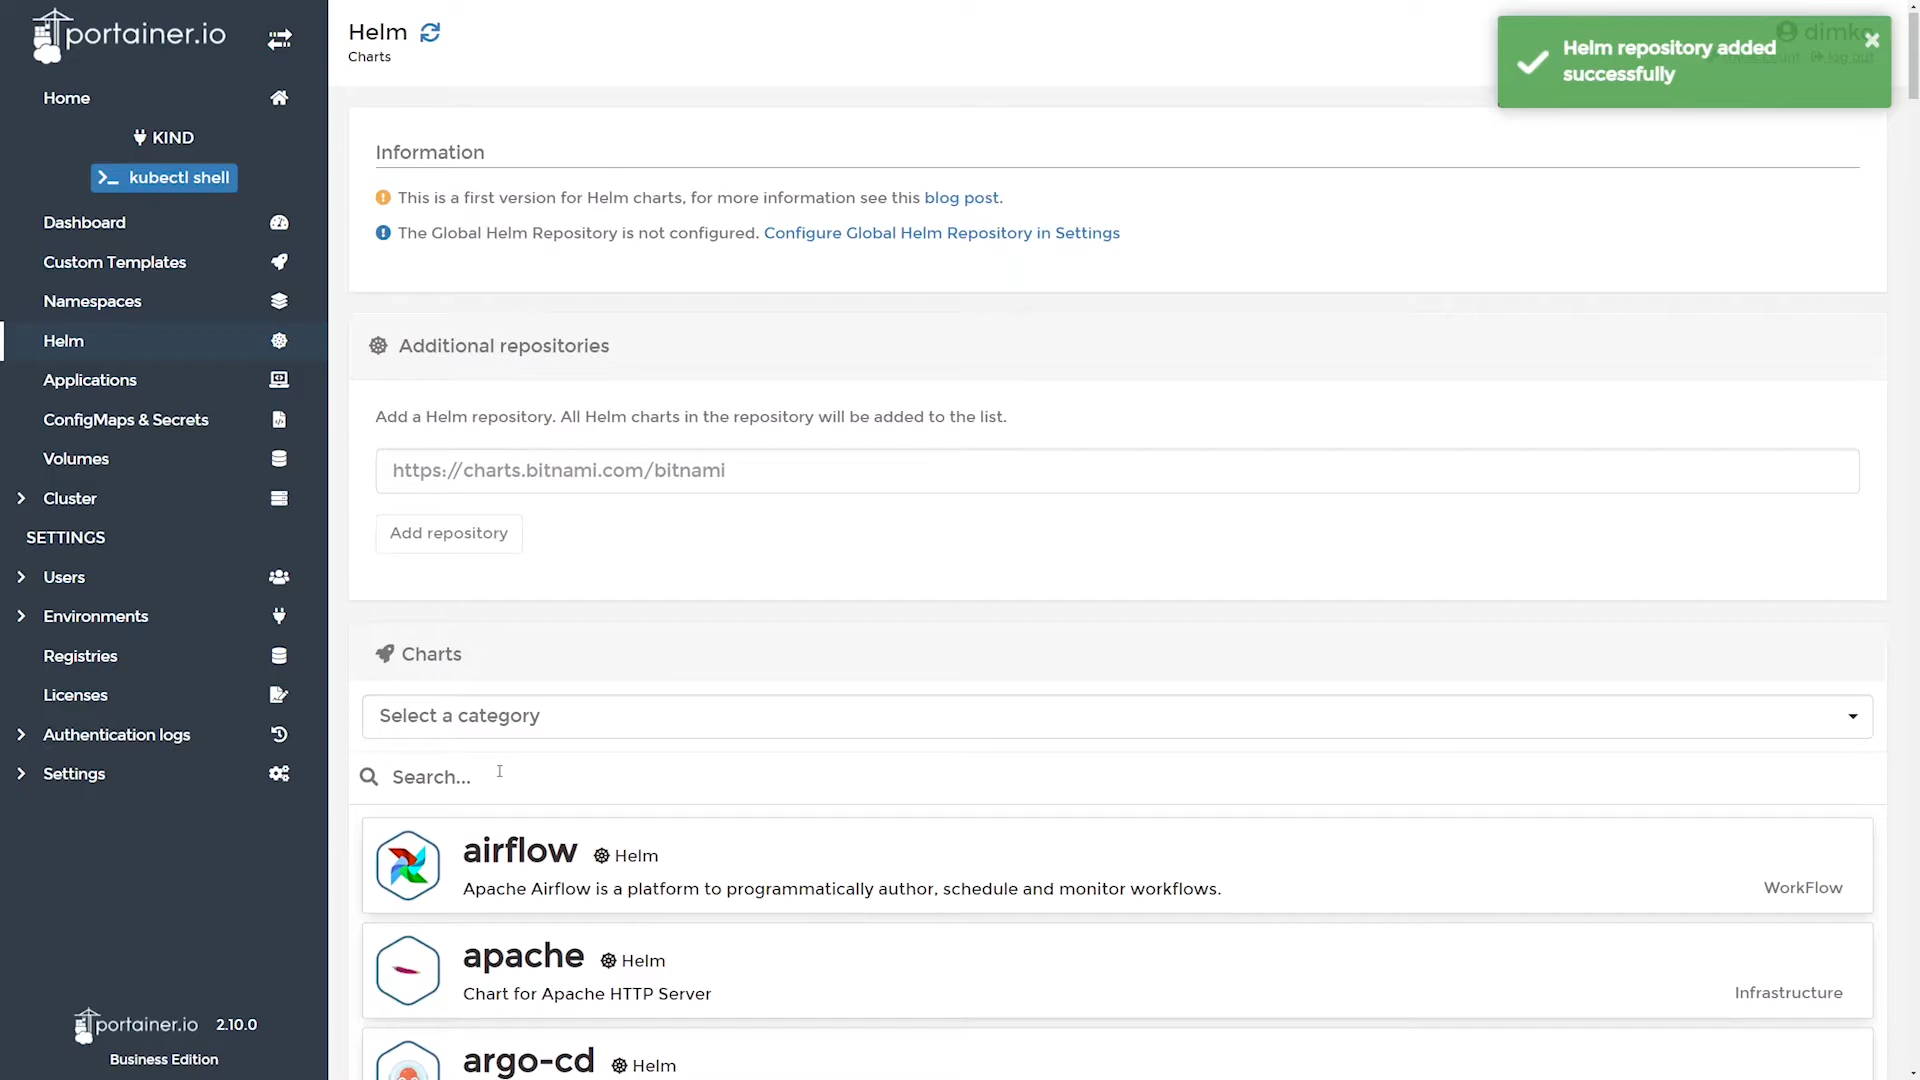 portainer.io
Home
KIND
>_ kubectl shell
Dashboard
Custom Templates
Namespaces
Helm
Applications
ConfigMaps & Secrets
Volumes
Cluster
SETTINGS
Users
Environments
Registries
Licenses
Authentication logs
Settings
portainer.io 2.10.0
Business Edition
Helm
Charts
Helm repository added
successfully
×
Information
This is a first version for Helm charts, for more information see this blog post.
The Global Helm Repository is not configured. Configure Global Helm Repository in Settings
Additional repositories
Add a Helm repository. All Helm charts in the repository will be added to the list.
https://charts.bitnami.com/bitnami
Add repository
Charts
Select a category
Search...
airflow Helm
Apache Airflow is a platform to programmatically author, schedule and monitor workflows.
WorkFlow
apache Helm
Chart for Apache HTTP Server
Infrastructure
argo-cd Helm